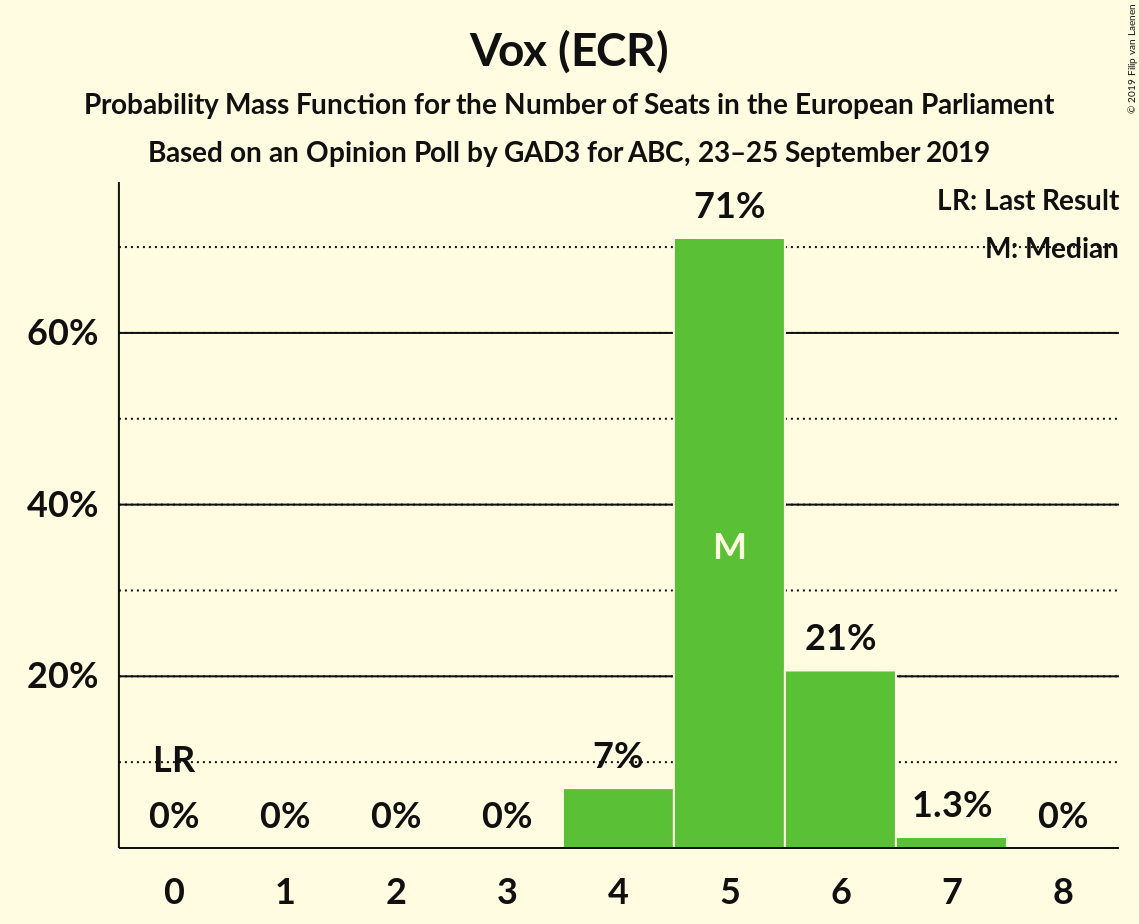 Vox (ECR)
Probability Mass Function for the Number of Seats in the European Parliament
Based on an Opinion Poll by GAD3 for ABC, 23–25 September 2019
© 2019 Filip van Laenen
LR: Last Result
M: Median
71%
60%
40%
M
21%
20%
LR
7%
1.3%
0% 0% 0% 0% 0%
0 1 2 3 4 5 6 7 8